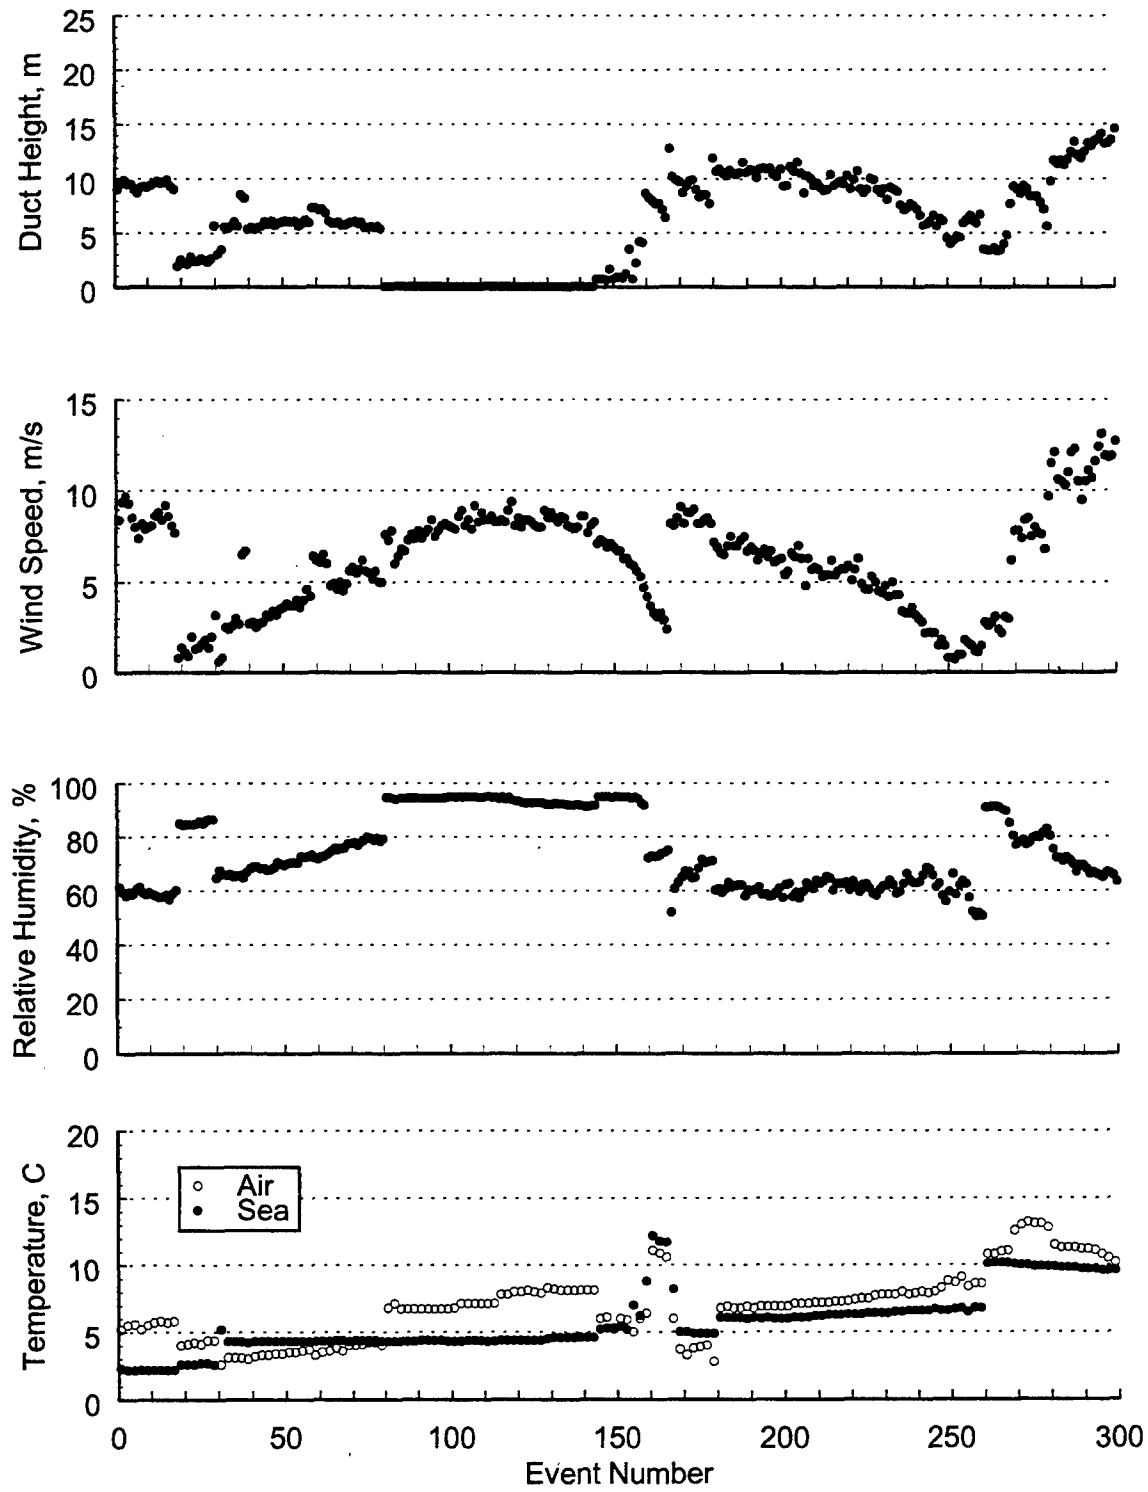 Duct Height, m
25
20
15
10
5
0
Wind Speed, m/s
15
10
5
0
Relative Humidity, %
100
80
60
40
20
0
Temperature, C
20
15
10
5
0
Air
Sea
0 50 100 150 200 250 300
Event Number